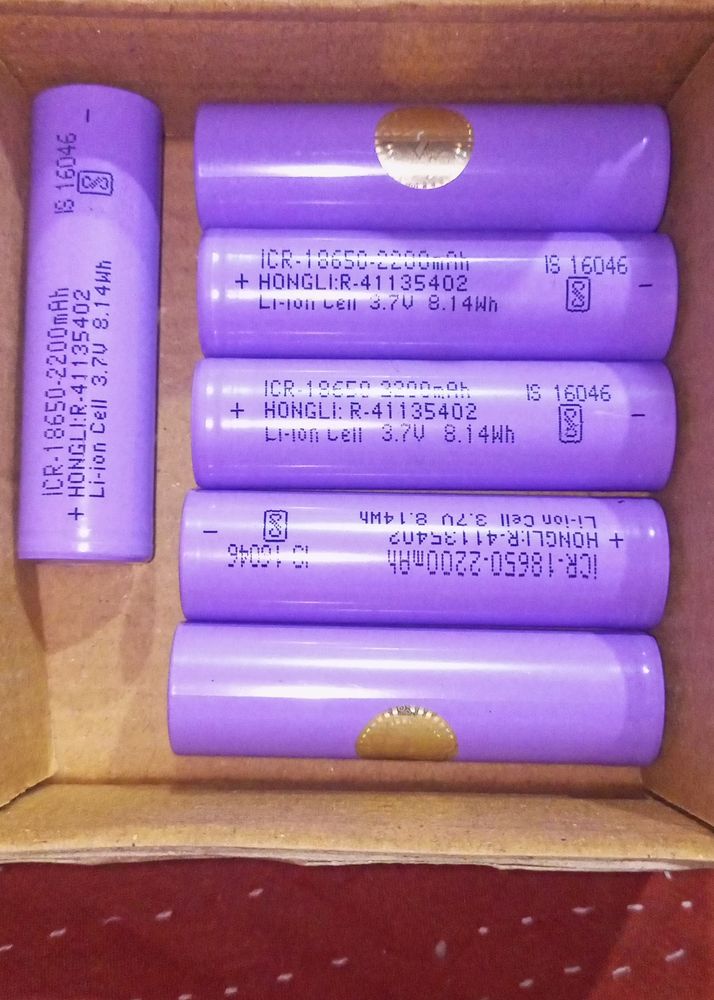 ICR-18650-2200mAh
+ HONGLI:R-41135402
Li-ion Cell 3.7V 8.14Wh
IS 16046
-
ICR-18650-2200mAh
+ HONGLI:R-41135402
Li-ion Cell 3.7V 8.14Wh
IS 16046
-
ICR-18650-2200mAh
+ HONGLI: R-41135402
Li-ion Cell 3.7V 8.14Wh
IS 16046
-
ICR-18650-2200mAh
+ HONGLI:R-41135402
Li-ion Cell 3.7V 8.14Wh
IS 16046
-